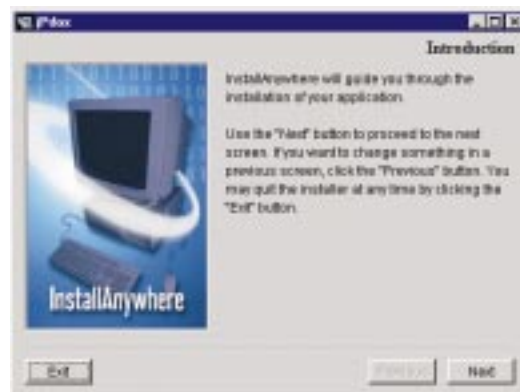 jPdox
Introduction
InstallAnywhere will guide you through the
installation of your application.
Use the "Next" button to proceed to the next
screen. If you want to change something in a
previous screen, click the "Previous" button. You
may quit the installer at any time by clicking the
"Exit" button.
InstallAnywhere
Exit
Previous
Next